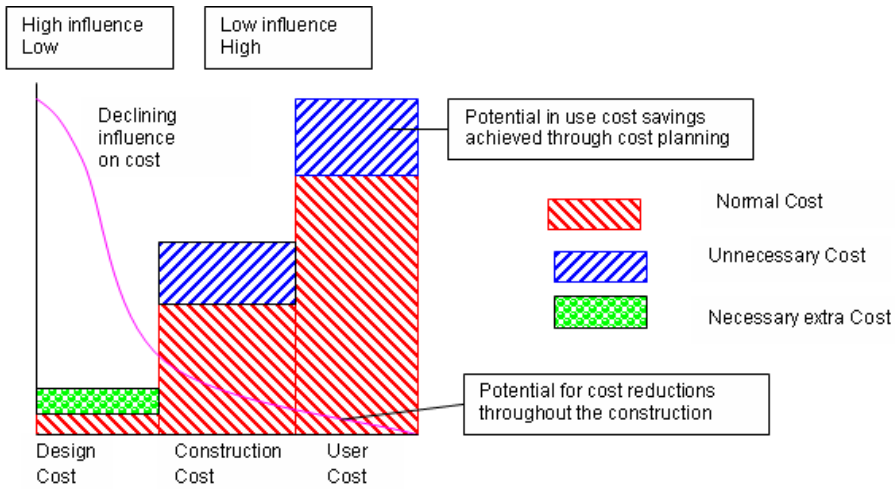 High influence
Low
Low influence
High
Declining
influence
on cost
Potential in use cost savings
achieved through cost planning
Normal Cost
Unnecessary Cost
Necessary extra Cost
Potential for cost reductions
throughout the construction
Design
Cost
Construction
Cost
User
Cost